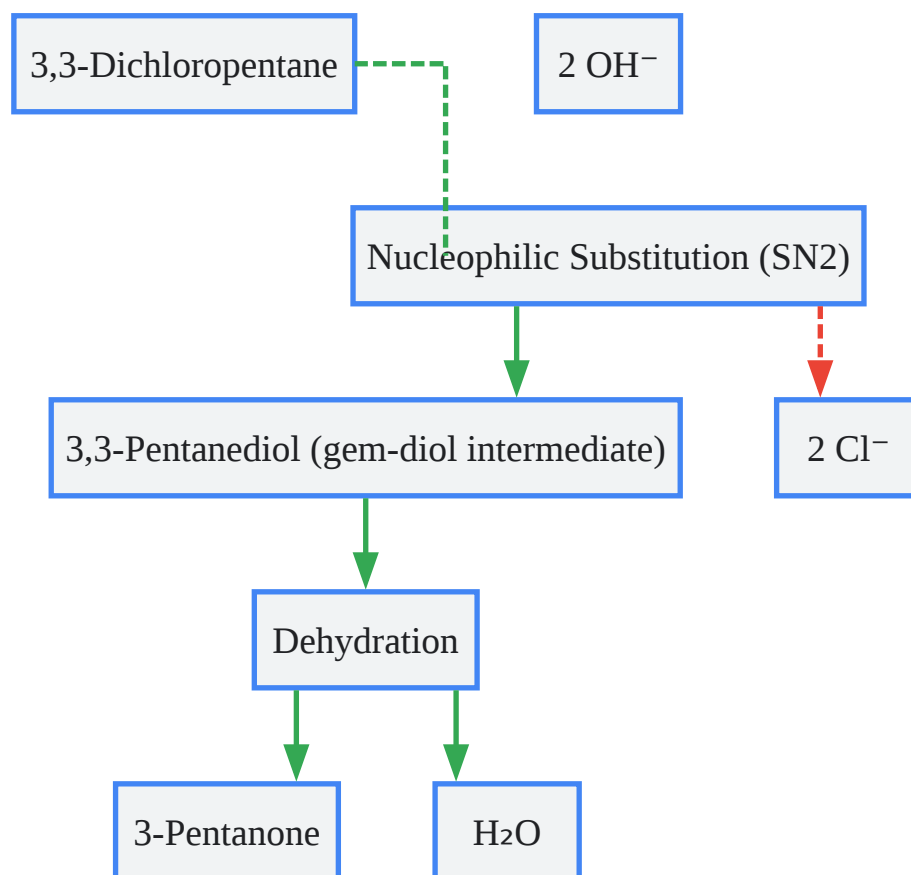 3,3-Dichloropentane
2 OH⁻
Nucleophilic Substitution (SN2)
3,3-Pentanediol (gem-diol intermediate)
2 Cl⁻
Dehydration
3-Pentanone
H₂O